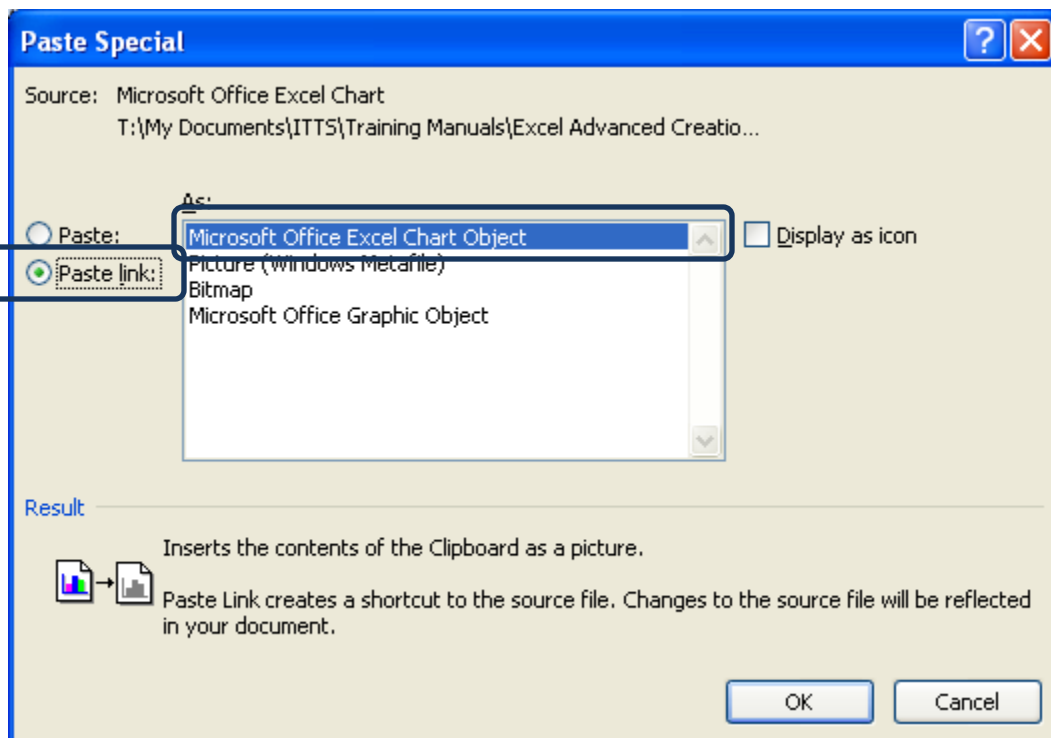 Paste Special
Source: Microsoft Office Excel Chart
T:\My Documents\ITTS\Training Manuals\Excel Advanced Creatio...
As:
Paste:
Microsoft Office Excel Chart Object
Display as icon
Paste link:
Picture (Windows Metafile)
Bitmap
Microsoft Office Graphic Object
Result
Inserts the contents of the Clipboard as a picture.
Paste Link creates a shortcut to the source file. Changes to the source file will be reflected
in your document.
OK
Cancel